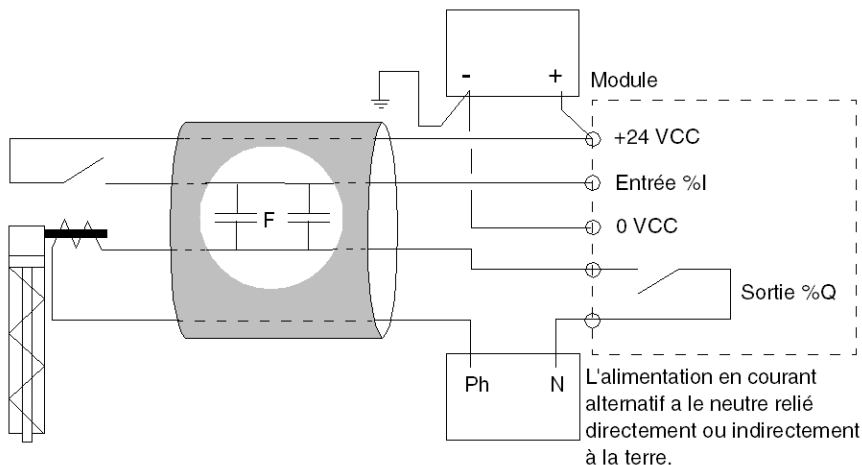 - +
Module
+24 VCC
Entrée %I
F
0 VCC
Sortie %Q
Ph N
L'alimentation en courant
alternatif a le neutre relié
directement ou indirectement
à la terre.